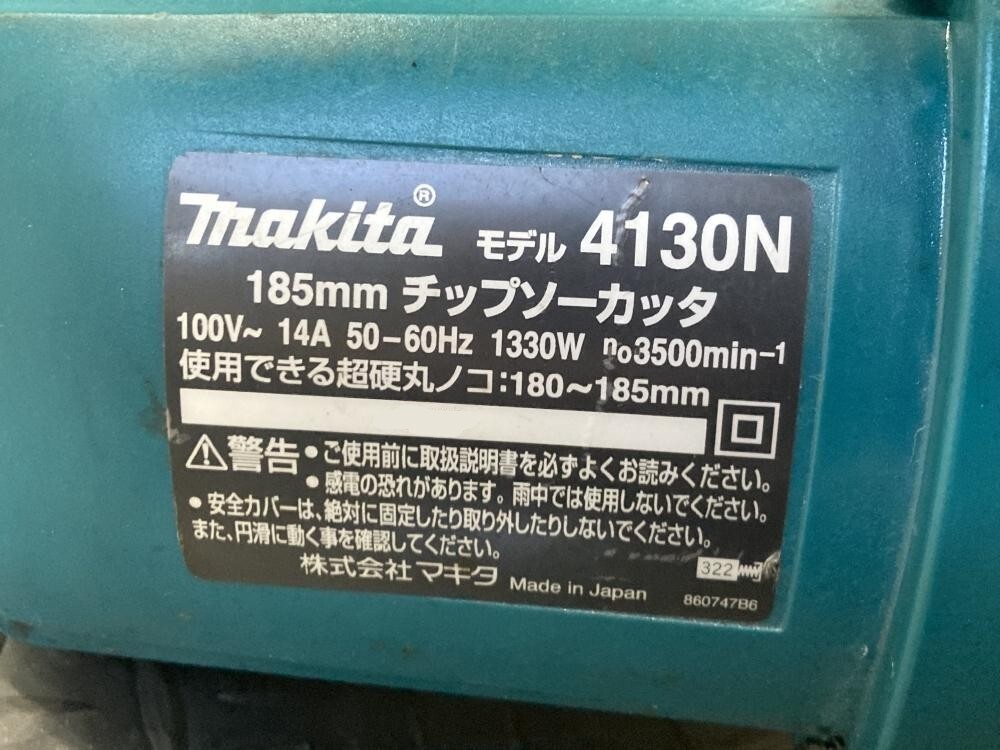 makita® モデル 4130N
185mm チップソーカッタ
100V~ 14A 50-60Hz 1330W no3500min-1
使用できる超硬丸ノコ:180~185mm
警告 • ご使用前に取扱説明書を必ずよくお読みください。
• 感電の恐れがあります。雨中では使用しないでください。
• 安全カバーは、絶対に固定したり取り外したりしないでください。
また、円滑に動く事を確認してください。
株式会社マキタ Made in Japan
322
860747B6